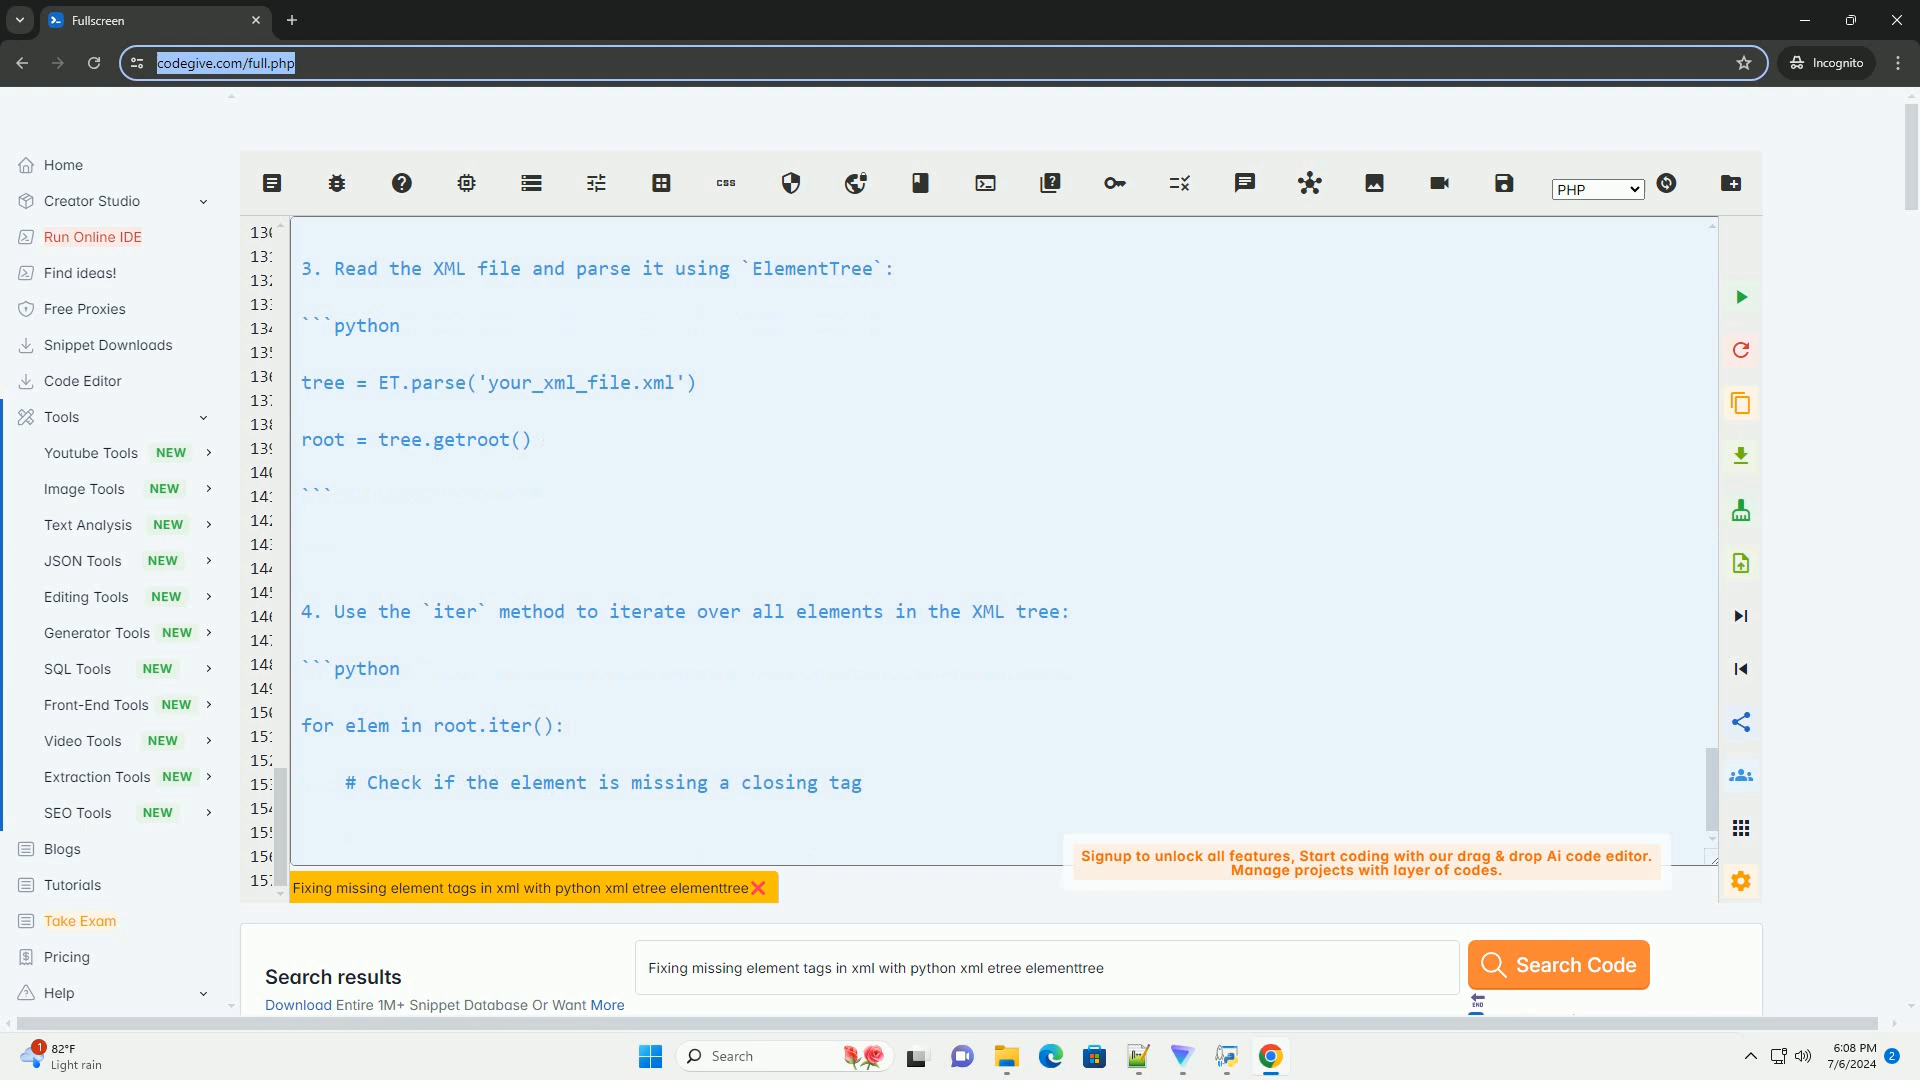 Fullscreen
codegive.com/full.php
Incognito
Home
Creator Studio
Run Online IDE
Find ideas!
Free Proxies
Snippet Downloads
Code Editor
Tools
Youtube Tools NEW
Image Tools NEW
Text Analysis NEW
JSON Tools NEW
Editing Tools NEW
Generator Tools NEW
SQL Tools NEW
Front-End Tools NEW
Video Tools NEW
Extraction Tools NEW
SEO Tools NEW
Blogs
Tutorials
Take Exam
Pricing
Help
CSS
PHP
3. Read the XML file and parse it using `ElementTree`:
```python
tree = ET.parse('your_xml_file.xml')
root = tree.getroot()
```
4. Use the `iter` method to iterate over all elements in the XML tree:
```python
for elem in root.iter():
# Check if the element is missing a closing tag
Signup to unlock all features, Start coding with our drag & drop Ai code editor.
Manage projects with layer of codes.
Fixing missing element tags in xml with python xml etree elementtree
Search results
Download Entire 1M+ Snippet Database Or Want More
Fixing missing element tags in xml with python xml etree elementtree
Search Code
END
1
82°F
Light rain
Search
6:08 PM
7/6/2024
2